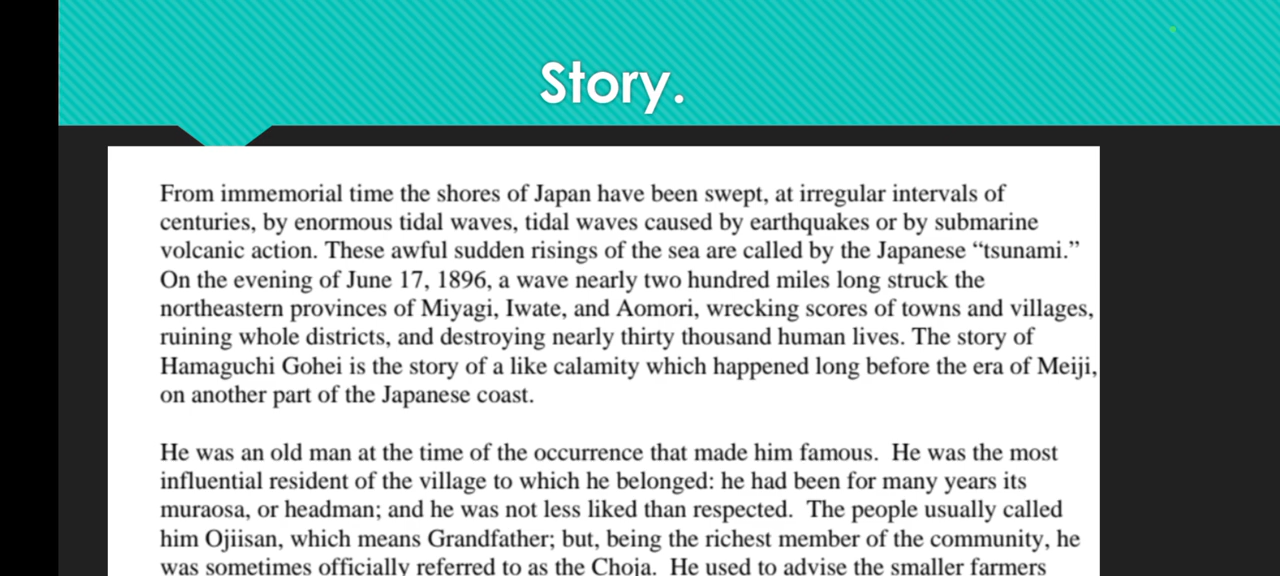 Story.
From immemorial time the shores of Japan have been swept, at irregular intervals of
centuries, by enormous tidal waves, tidal waves caused by earthquakes or by submarine
volcanic action. These awful sudden risings of the sea are called by the Japanese “tsunami.”
On the evening of June 17, 1896, a wave nearly two hundred miles long struck the
northeastern provinces of Miyagi, Iwate, and Aomori, wrecking scores of towns and villages,
ruining whole districts, and destroying nearly thirty thousand human lives. The story of
Hamaguchi Gohei is the story of a like calamity which happened long before the era of Meiji,
on another part of the Japanese coast.
He was an old man at the time of the occurrence that made him famous.  He was the most
influential resident of the village to which he belonged: he had been for many years its
muraosa, or headman; and he was not less liked than respected.  The people usually called
him Ojiisan, which means Grandfather; but, being the richest member of the community, he
was sometimes officially referred to as the Choja.  He used to advise the smaller farmers